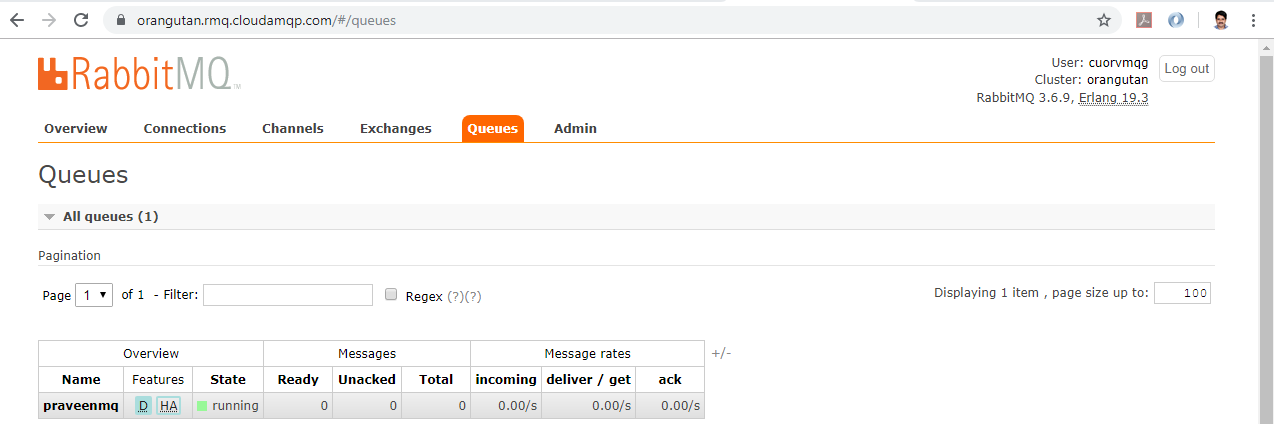 orangutan.rmq.cloudamqp.com/#/queues
RabbitMQ TM
User: cuorvmqg
Cluster: orangutan
RabbitMQ 3.6.9, Erlang 19.3
Log out
Overview Connections Channels Exchanges Queues Admin
Queues
All queues (1)
Pagination
Page 1 of 1 - Filter: Regex (?)(?) Displaying 1 item , page size up to: 100
Overview Messages Message rates +/-
Name Features State Ready Unacked Total incoming deliver / get ack
praveenmq D HA running 0 0 0 0.00/s 0.00/s 0.00/s